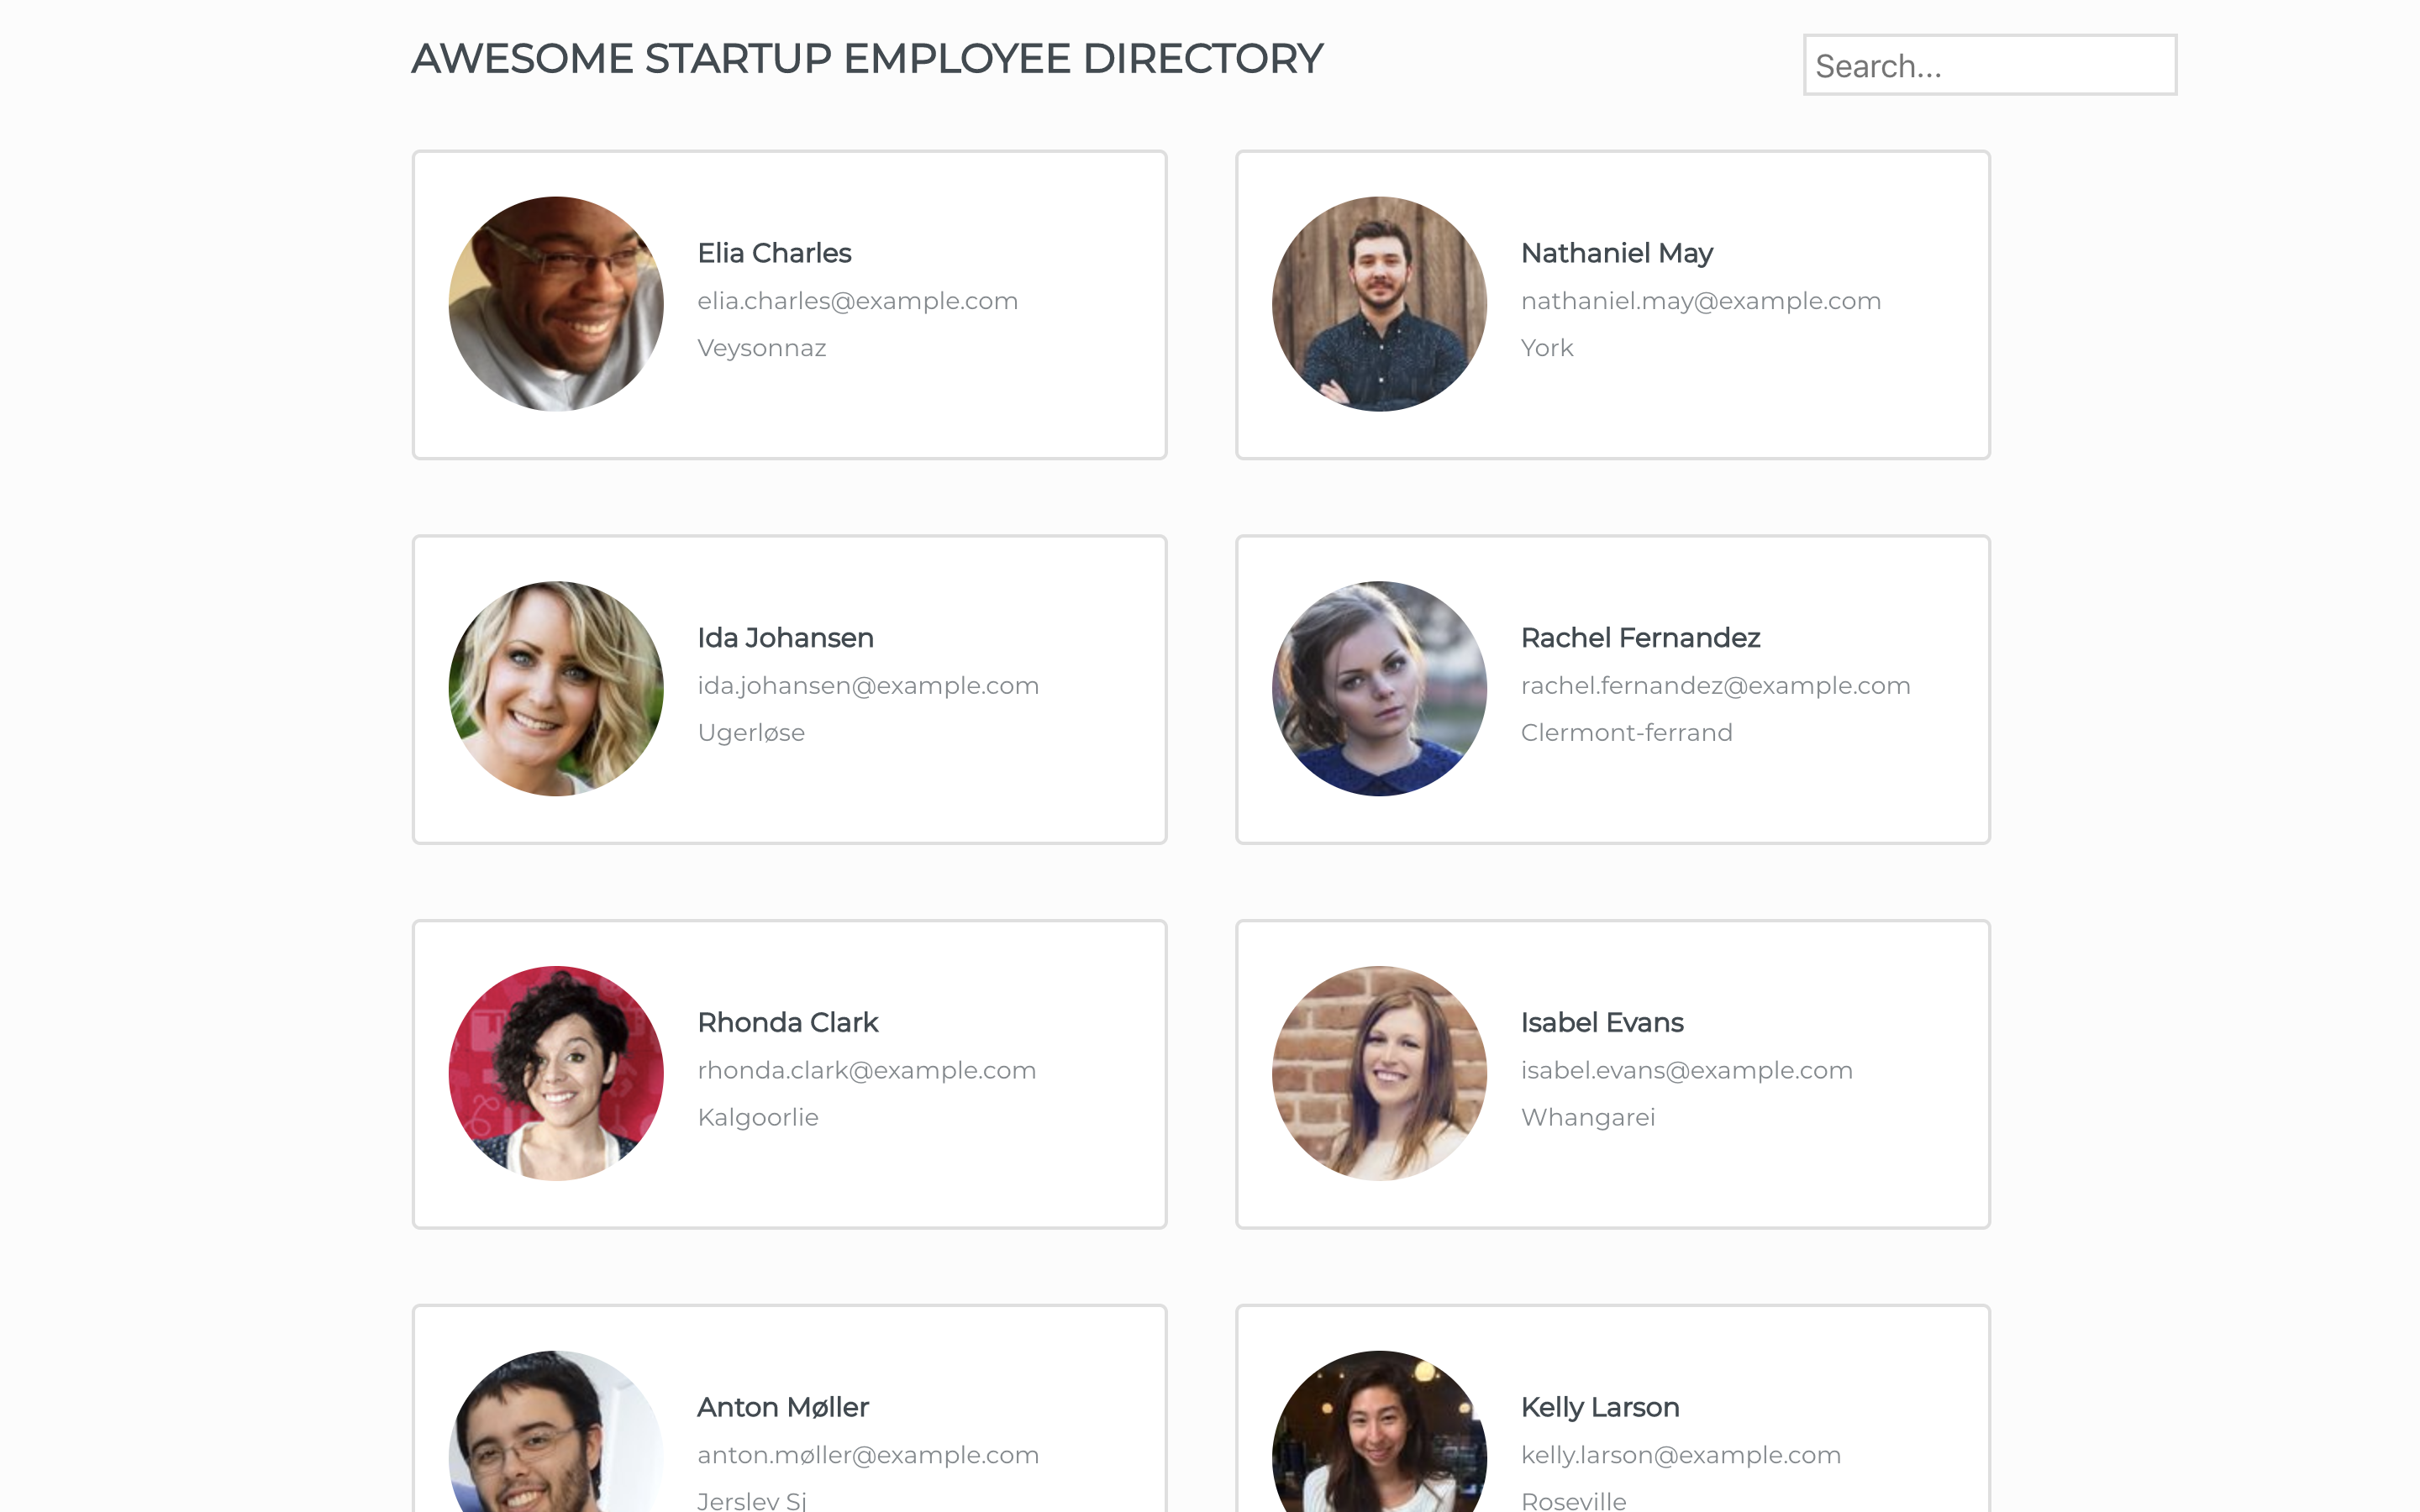 AWESOME STARTUP EMPLOYEE DIRECTORY
Search...
Elia Charles
elia.charles@example.com
Veysonnaz
Nathaniel May
nathaniel.may@example.com
York
Ida Johansen
ida.johansen@example.com
Ugerløse
Rachel Fernandez
rachel.fernandez@example.com
Clermont-ferrand
Rhonda Clark
rhonda.clark@example.com
Kalgoorlie
Isabel Evans
isabel.evans@example.com
Whangarei
Anton Møller
anton.møller@example.com
Jerslev Sj
Kelly Larson
kelly.larson@example.com
Roseville